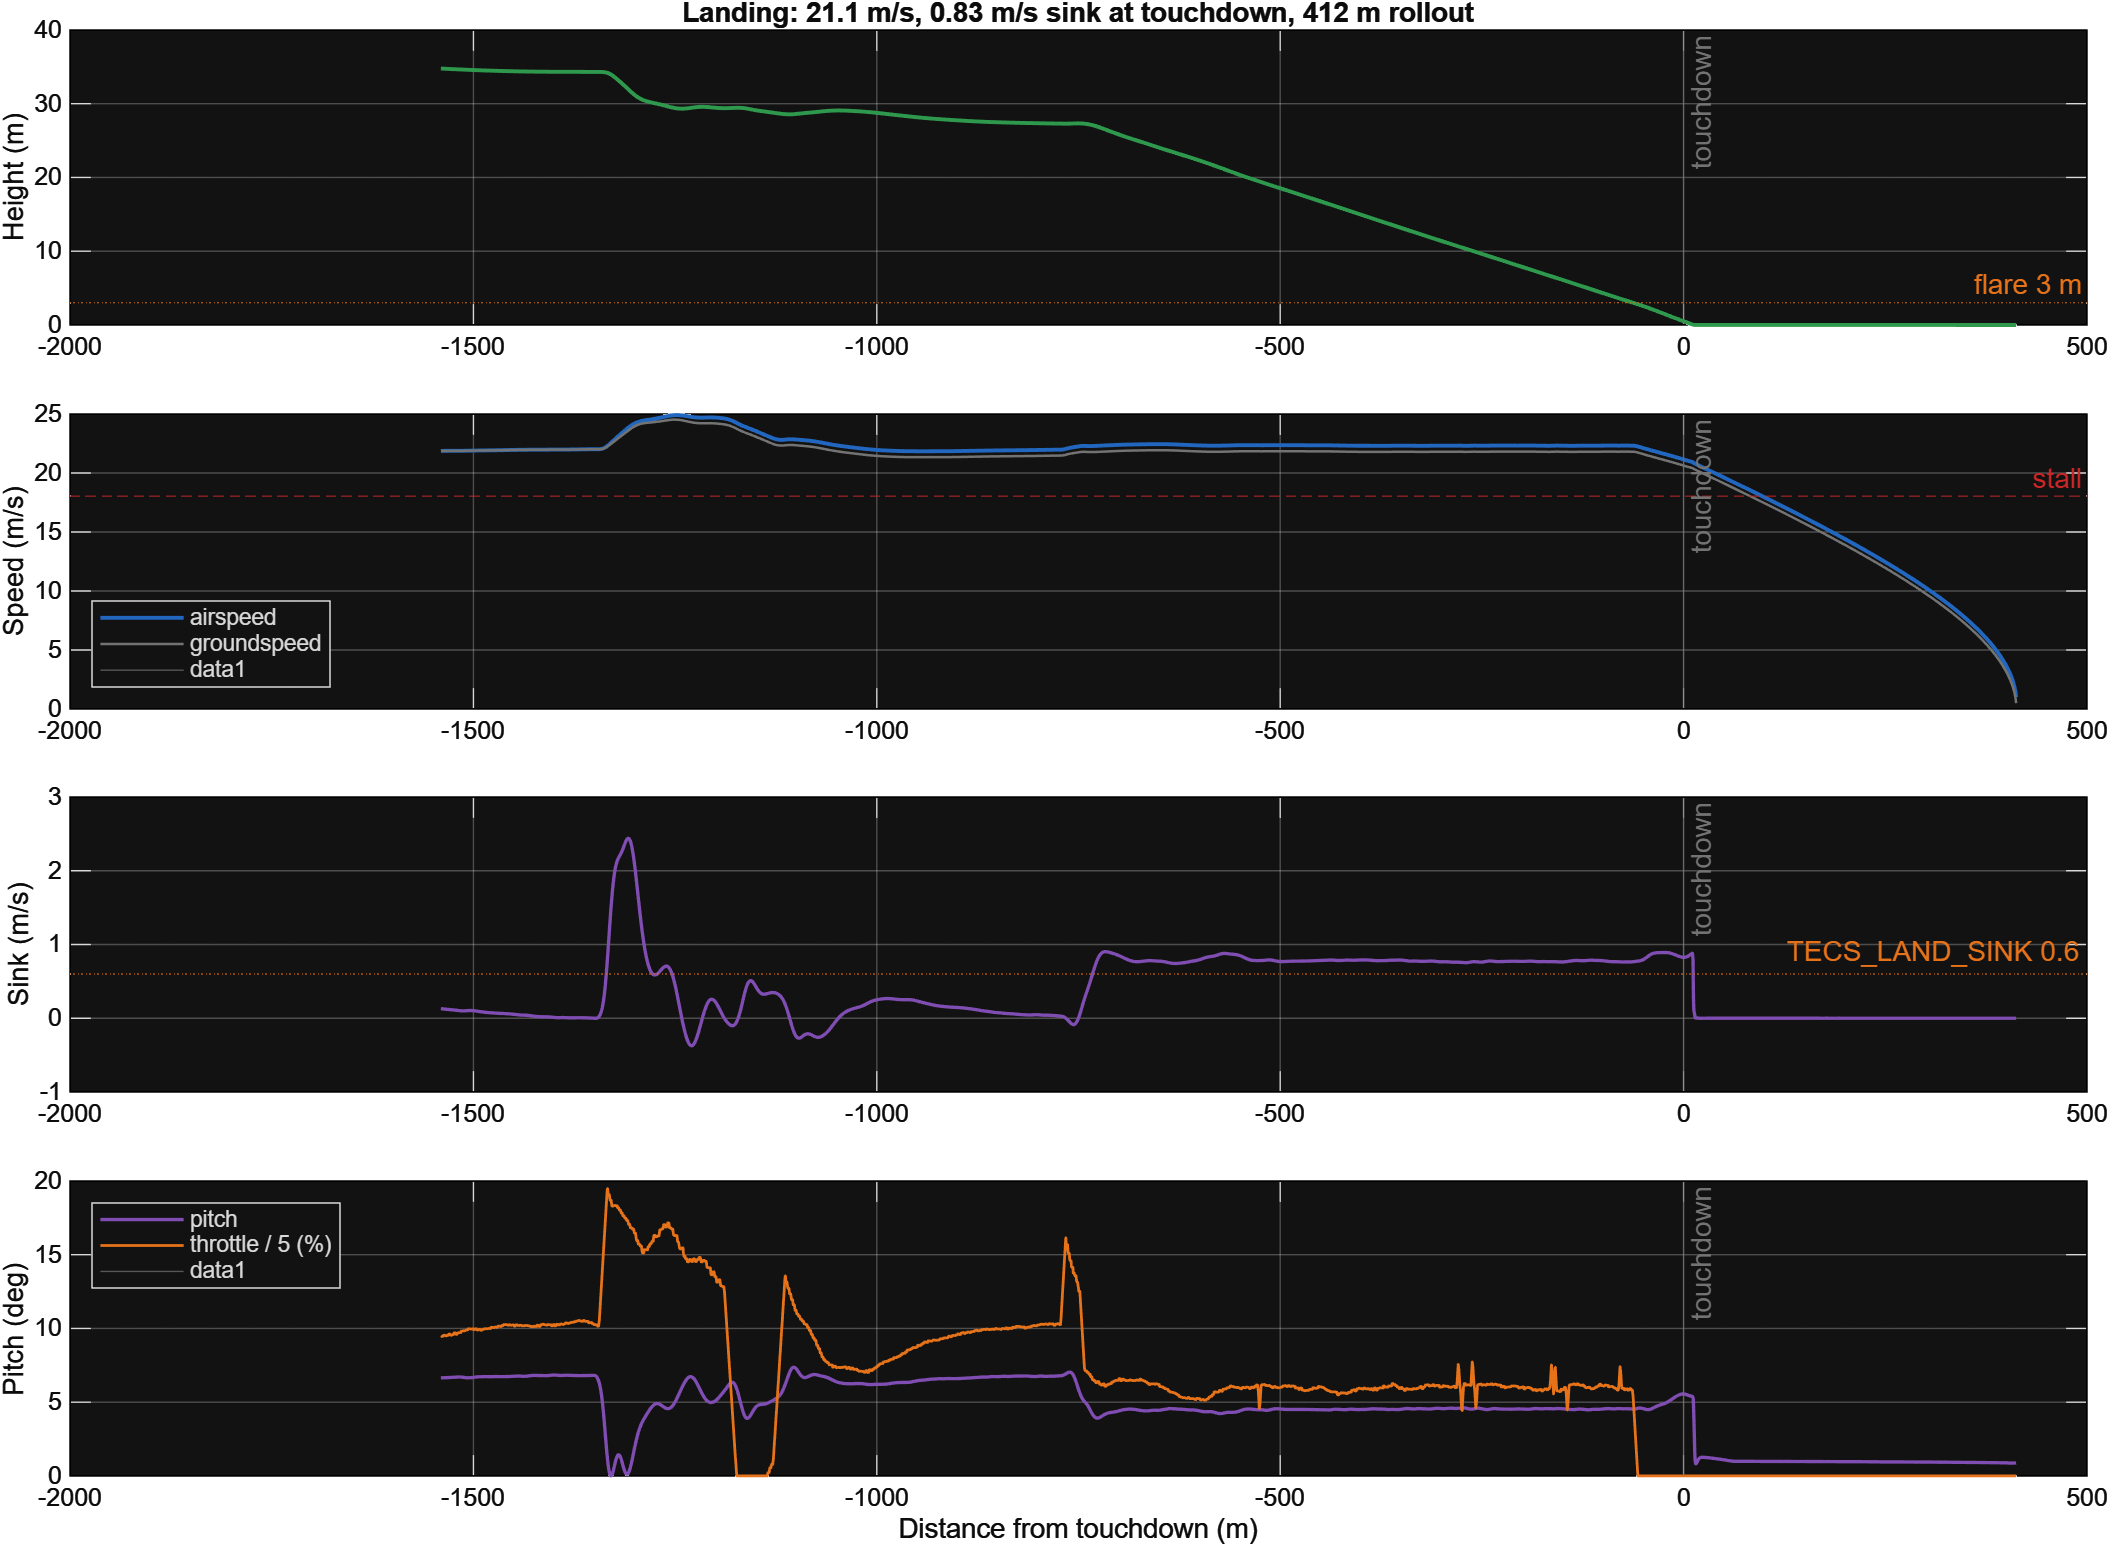 Landing: 21.1 m/s, 0.83 m/s sink at touchdown, 412 m rollout
40
30
20
10
0
Height (m)
touchdown
flare 3 m
-2000 -1500 -1000 -500 0 500
25
20
15
10
5
0
Speed (m/s)
touchdown
stall
airspeed
groundspeed
data1
-2000 -1500 -1000 -500 0 500
3
2
1
0
-1
Sink (m/s)
touchdown
TECS_LAND_SINK 0.6
-2000 -1500 -1000 -500 0 500
20
15
10
5
0
Pitch (deg)
pitch
throttle / 5 (%)
data1
touchdown
-2000 -1500 -1000 -500 0 500
Distance from touchdown (m)